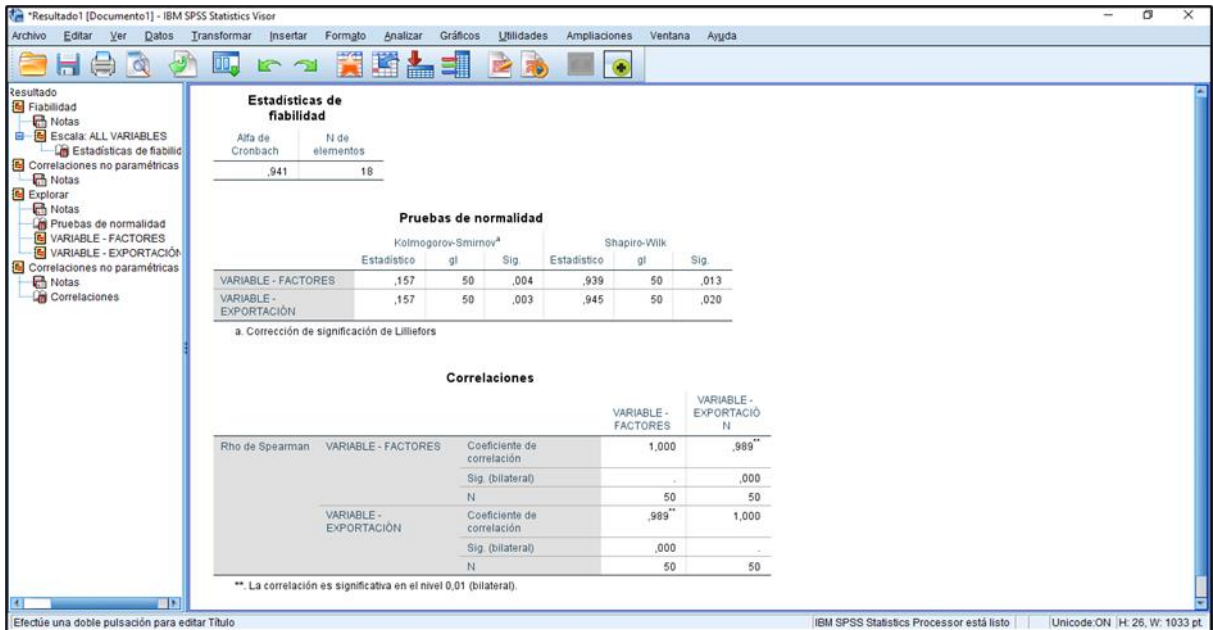 *Resultado1 [Documento1] - IBM SPSS Statistics Visor
Archivo Editar Ver Datos Transformar Insertar Formato Analizar Gráficos Utilidades Ampliaciones Ventana Ayuda
Resultado
Fiabilidad
Notas
Escala: ALL VARIABLES
Estadísticas de fiabilid
Correlaciones no paramétricas
Notas
Explorar
Notas
Pruebas de normalidad
VARIABLE - FACTORES
VARIABLE - EXPORTACIÓN
Correlaciones no paramétricas
Notas
Correlaciones
Estadísticas de
fiabilidad
Alfa de N de
Cronbach elementos
,941 18
Pruebas de normalidad
Kolmogorov-Smirnovª Shapiro-Wilk
Estadístico gl Sig. Estadístico gl Sig.
VARIABLE - FACTORES ,157 50 ,004 ,939 50 ,013
VARIABLE - ,157 50 ,003 ,945 50 ,020
EXPORTACIÓN
a. Corrección de significación de Lilliefors
Correlaciones
VARIABLE - VARIABLE -
FACTORES EXPORTACIÓ
N
Rho de Spearman VARIABLE - FACTORES Coeficiente de 1,000 ,989**
correlación
Sig. (bilateral) . ,000
N 50 50
VARIABLE - Coeficiente de ,989** 1,000
EXPORTACIÓN correlación
Sig. (bilateral) ,000 .
N 50 50
**. La correlación es significativa en el nivel 0,01 (bilateral).
Efectúe una doble pulsación para editar Título IBM SPSS Statistics Processor está listo Unicode:ON H: 26, W: 1033 pt.